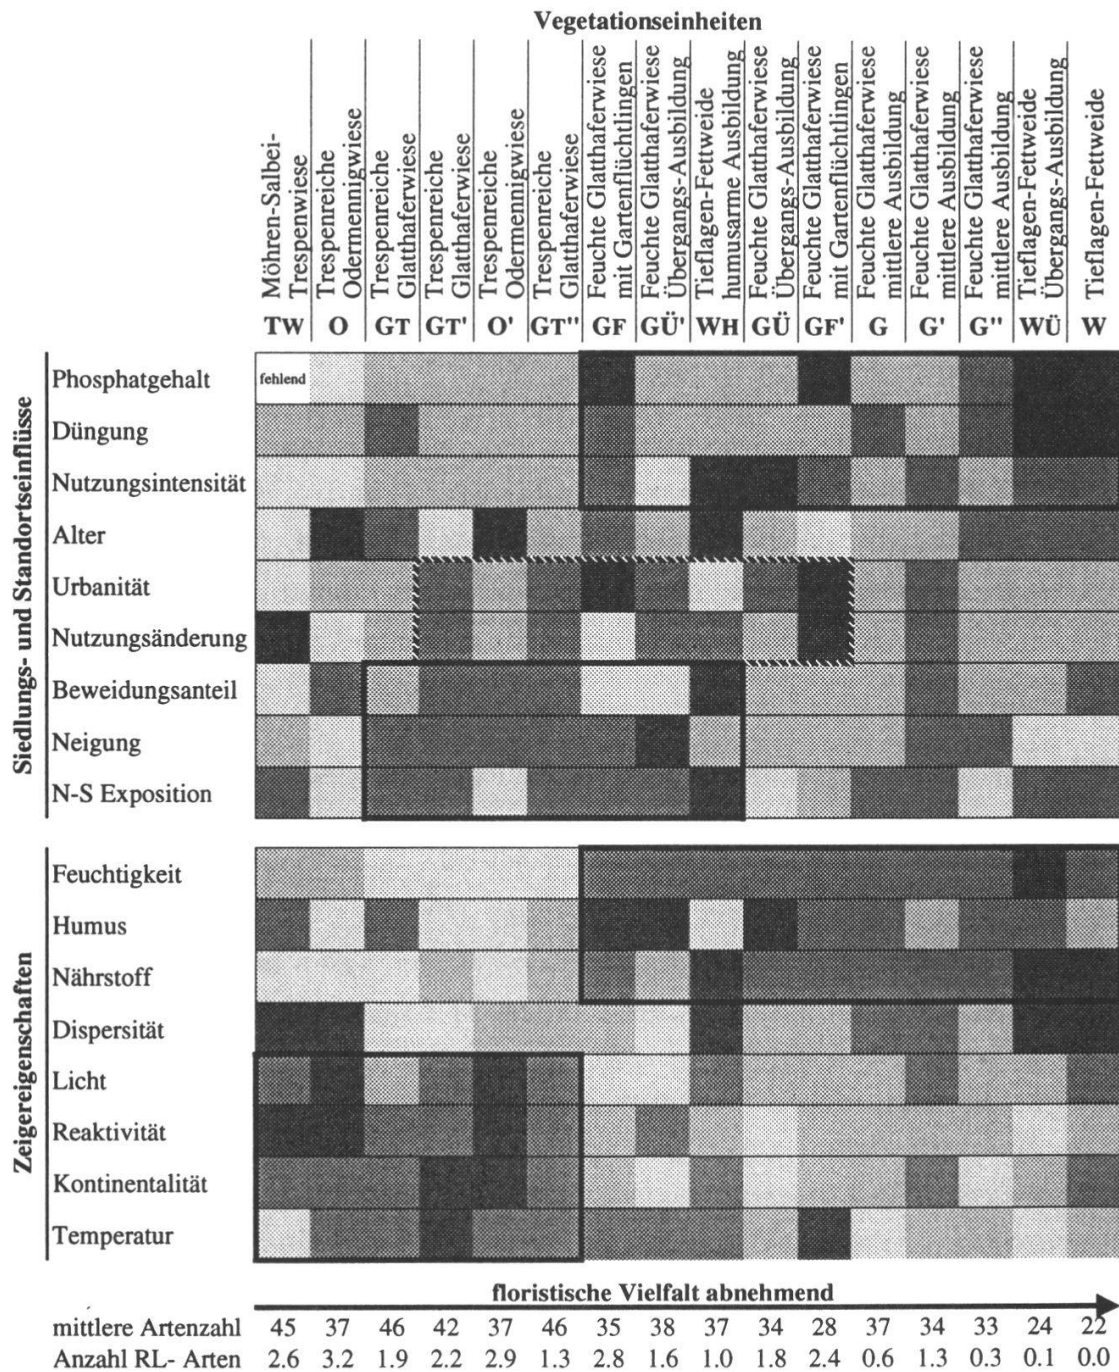 Vegetationseinheiten
Möhren-Salbei-
Trespenwiese
Trespenreiche
Odermennigwiese
Trespenreiche
Glatthaferwiese
Trespenreiche
Glatthaferwiese
Trespenreiche
Odermennigwiese
Trespenreiche
Glatthaferwiese
Feuchte Glatthaferwiese
mit Gartenflüchtlingen
Feuchte Glatthaferwiese
Übergangs-Ausbildung
Tieflagen-Fettweide
humusarme Ausbildung
Feuchte Glatthaferwiese
Übergangs-Ausbildung
Feuchte Glatthaferwiese
mit Gartenflüchtlingen
Feuchte Glatthaferwiese
mittlere Ausbildung
Feuchte Glatthaferwiese
mittlere Ausbildung
Feuchte Glatthaferwiese
mittlere Ausbildung
Tieflagen-Fettweide
Übergangs-Ausbildung
Tieflagen-Fettweide
TW O GT GT' O' GT'' GF GÜ' WH GÜ GF' G G' G'' WÜ W
Siedlungs- und Standortseinflüsse
Phosphatgehalt fehlend
Düngung
Nutzungsintensität
Alter
Urbanität
Nutzungsänderung
Beweidungsanteil
Neigung
N-S Exposition
Zeigereigenschaften
Feuchtigkeit
Humus
Nährstoff
Dispersität
Licht
Reaktivität
Kontinentalität
Temperatur
floristische Vielfalt abnehmend
mittlere Artenzahl 45 37 46 42 37 46 35 38 37 34 28 37 34 33 24 22
Anzahl RL- Arten 2.6 3.2 1.9 2.2 2.9 1.3 2.8 1.6 1.0 1.8 2.4 0.6 1.3 0.3 0.1 0.0